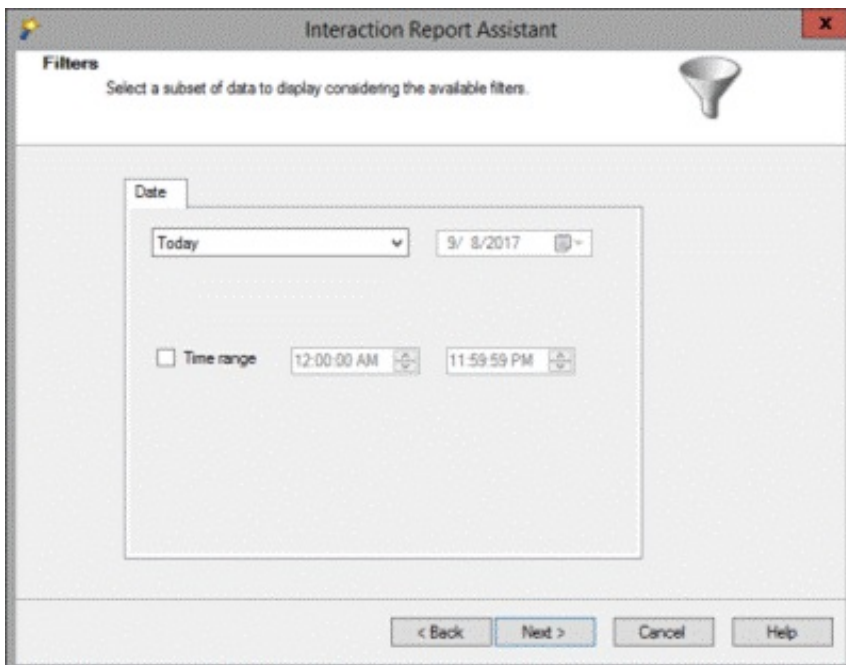 Interaction Report Assistant
x
Filters
Select a subset of data to display considering the available filters.
Date
Today 9/ 8/2017
Time range 12:00:00 AM 11:59:59 PM
< Back Next > Cancel Help